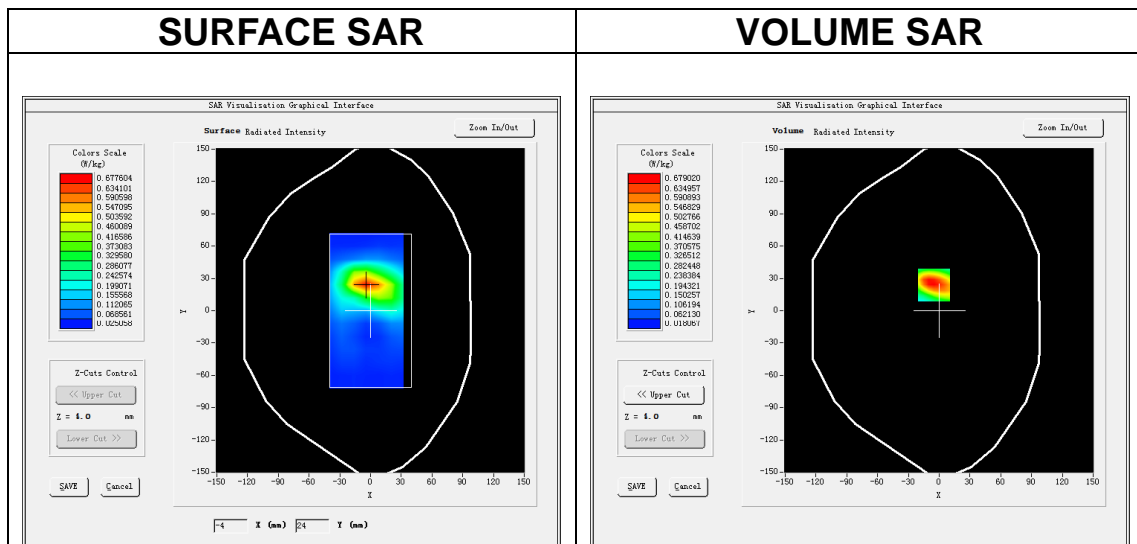 SURFACE SAR
VOLUME SAR
SAR Visualisation Graphical Interface
Surface Radiated Intensity
Zoom In/Out
Colors Scale
(W/kg)
0.677604
0.634101
0.590598
0.547095
0.503592
0.460089
0.416586
0.373083
0.329580
0.286077
0.242574
0.199071
0.155568
0.112065
0.068561
0.025058
150
120
90
60
30
0
-30
-60
-90
-120
-150
Y
-150 -120 -90 -60 -30 0 30 60 90 120 150
X
Z-Cuts Control
<< Upper Cut
Z = 4.0 mm
Lower Cut >>
SAVE Cancel
-4 X (mm) 24 Y (mm)
SAR Visualisation Graphical Interface
Volume Radiated Intensity
Zoom In/Out
Colors Scale
(W/kg)
0.679020
0.634957
0.590893
0.546829
0.502766
0.458702
0.414639
0.370575
0.326512
0.282448
0.238384
0.194321
0.150257
0.106194
0.062130
0.018067
150
120
90
60
30
0
-30
-60
-90
-120
-150
Y
-150 -120 -90 -60 -30 0 30 60 90 120 150
X
Z-Cuts Control
<< Upper Cut
Z = 4.0 mm
Lower Cut >>
SAVE Cancel